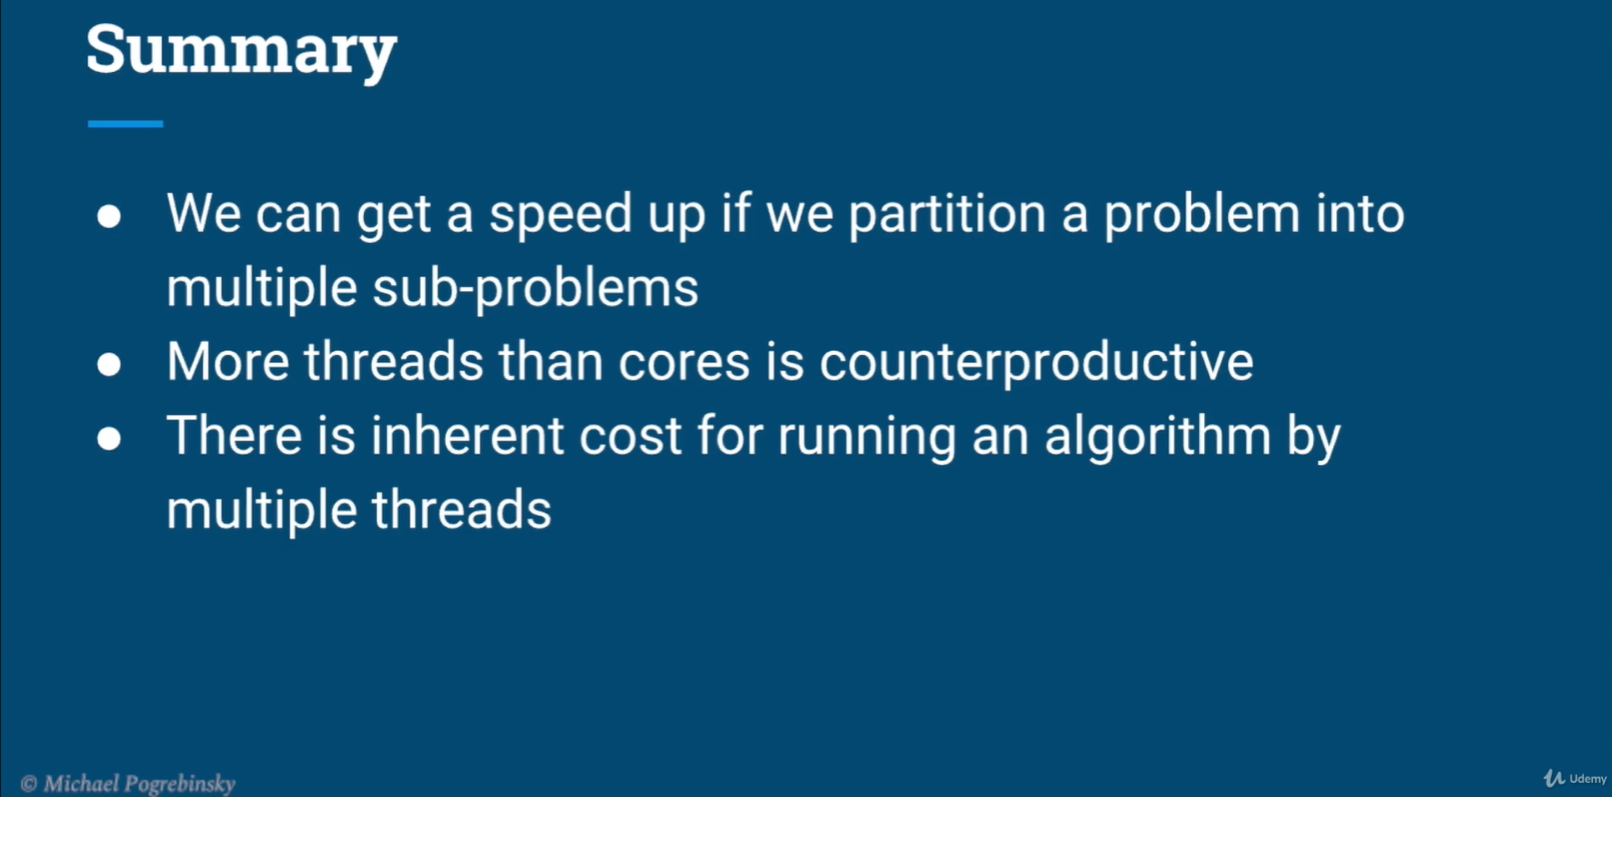 Summary
● We can get a speed up if we partition a problem into
multiple sub-problems
● More threads than cores is counterproductive
● There is inherent cost for running an algorithm by
multiple threads
© Michael Pogrebinsky
Udemy